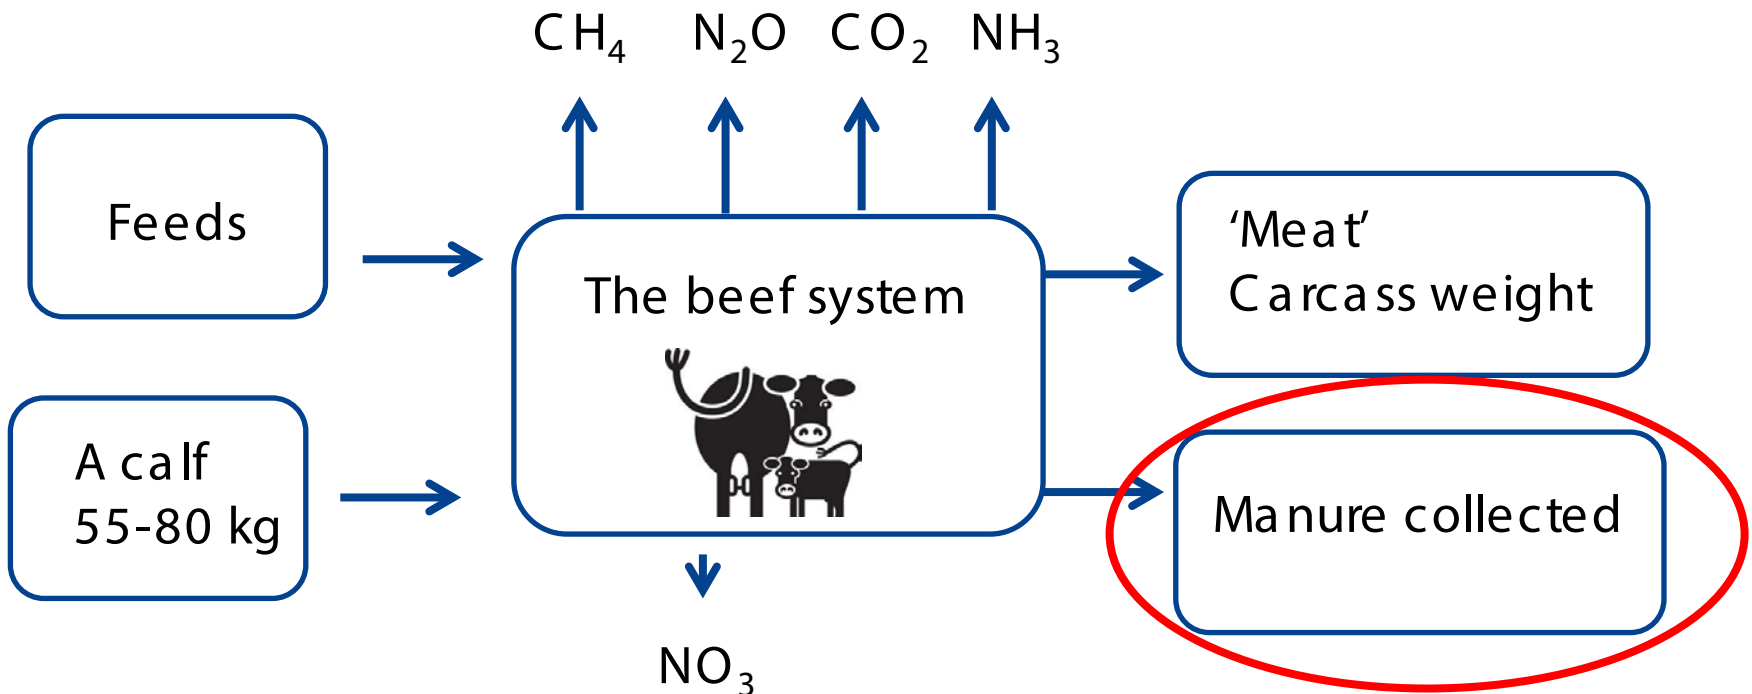 CH₄ N₂O CO₂ NH₃
Feeds
'Meat'
Carcass weight
The beef system
A calf
55-80 kg
Manure collected
NO₃